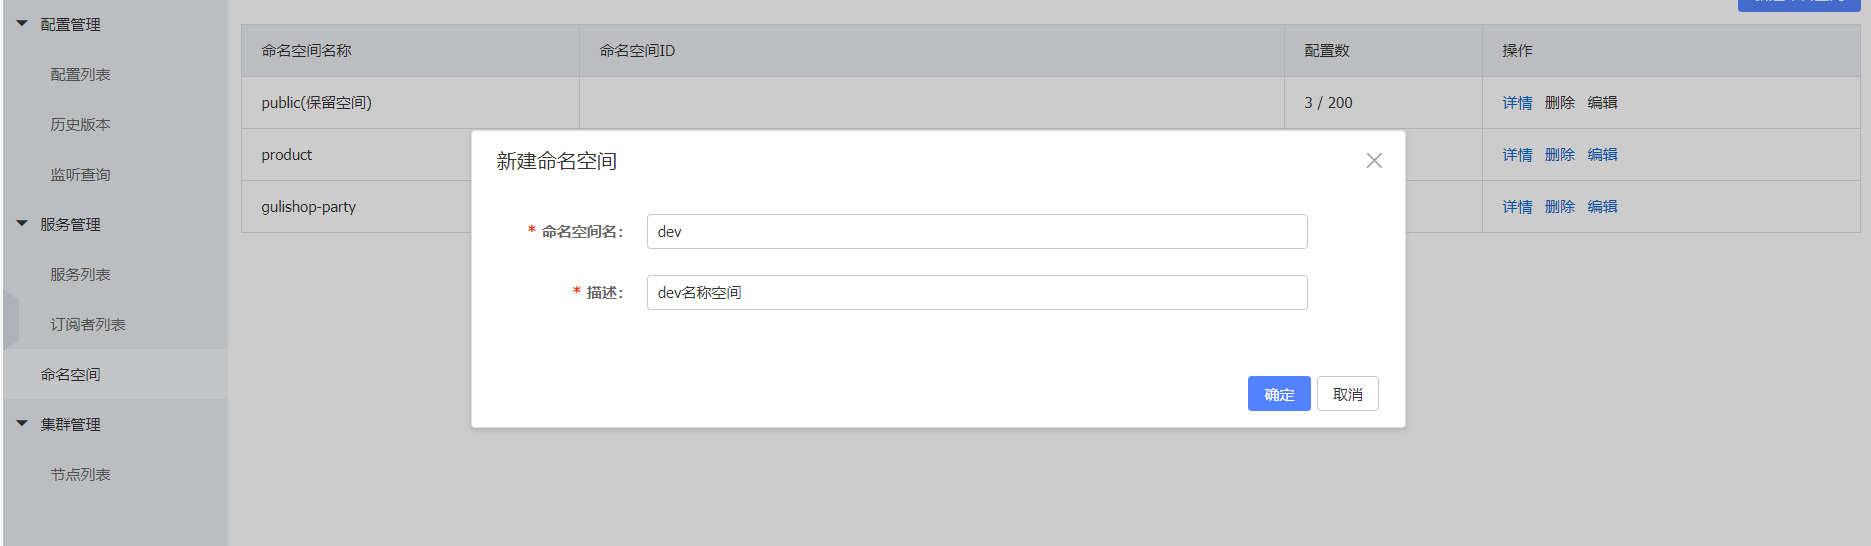 配置管理
配置列表
历史版本
监听查询
服务管理
服务列表
订阅者列表
命名空间
集群管理
节点列表
命名空间名称 命名空间ID 配置数 操作
public(保留空间) 3 / 200 详情 删除 编辑
product 详情 删除 编辑
gulishop-party 详情 删除 编辑
新建命名空间
* 命名空间名： dev
* 描述： dev名称空间
确定 取消